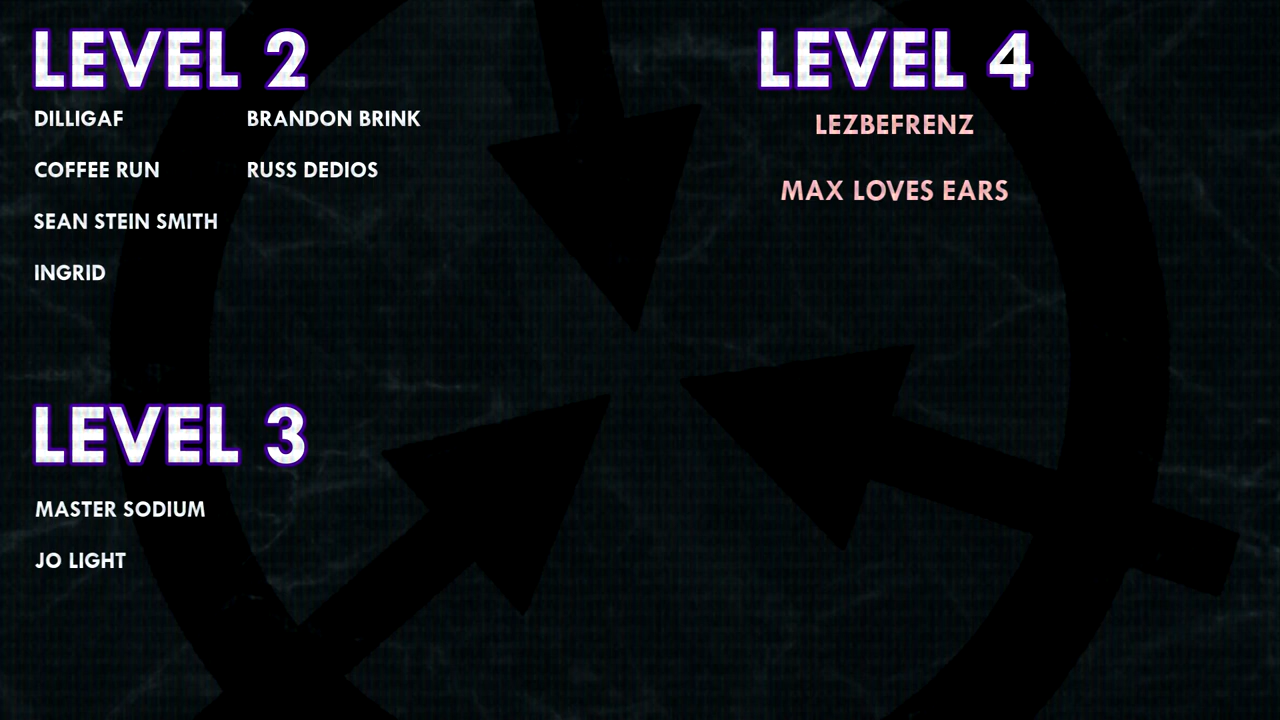 LEVEL 2
DILLIGAF
COFFEE RUN
SEAN STEIN SMITH
INGRID
BRANDON BRINK
RUSS DEDIOS
LEVEL 3
MASTER SODIUM
JO LIGHT
LEVEL 4
LEZBEFRENZ
MAX LOVES EARS